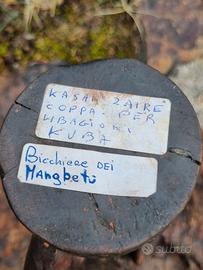 KASAI ZAIRE
COPPA PER
LIBAGIONI
KUBA
Bicchiere DEI
Mangbetu
subito